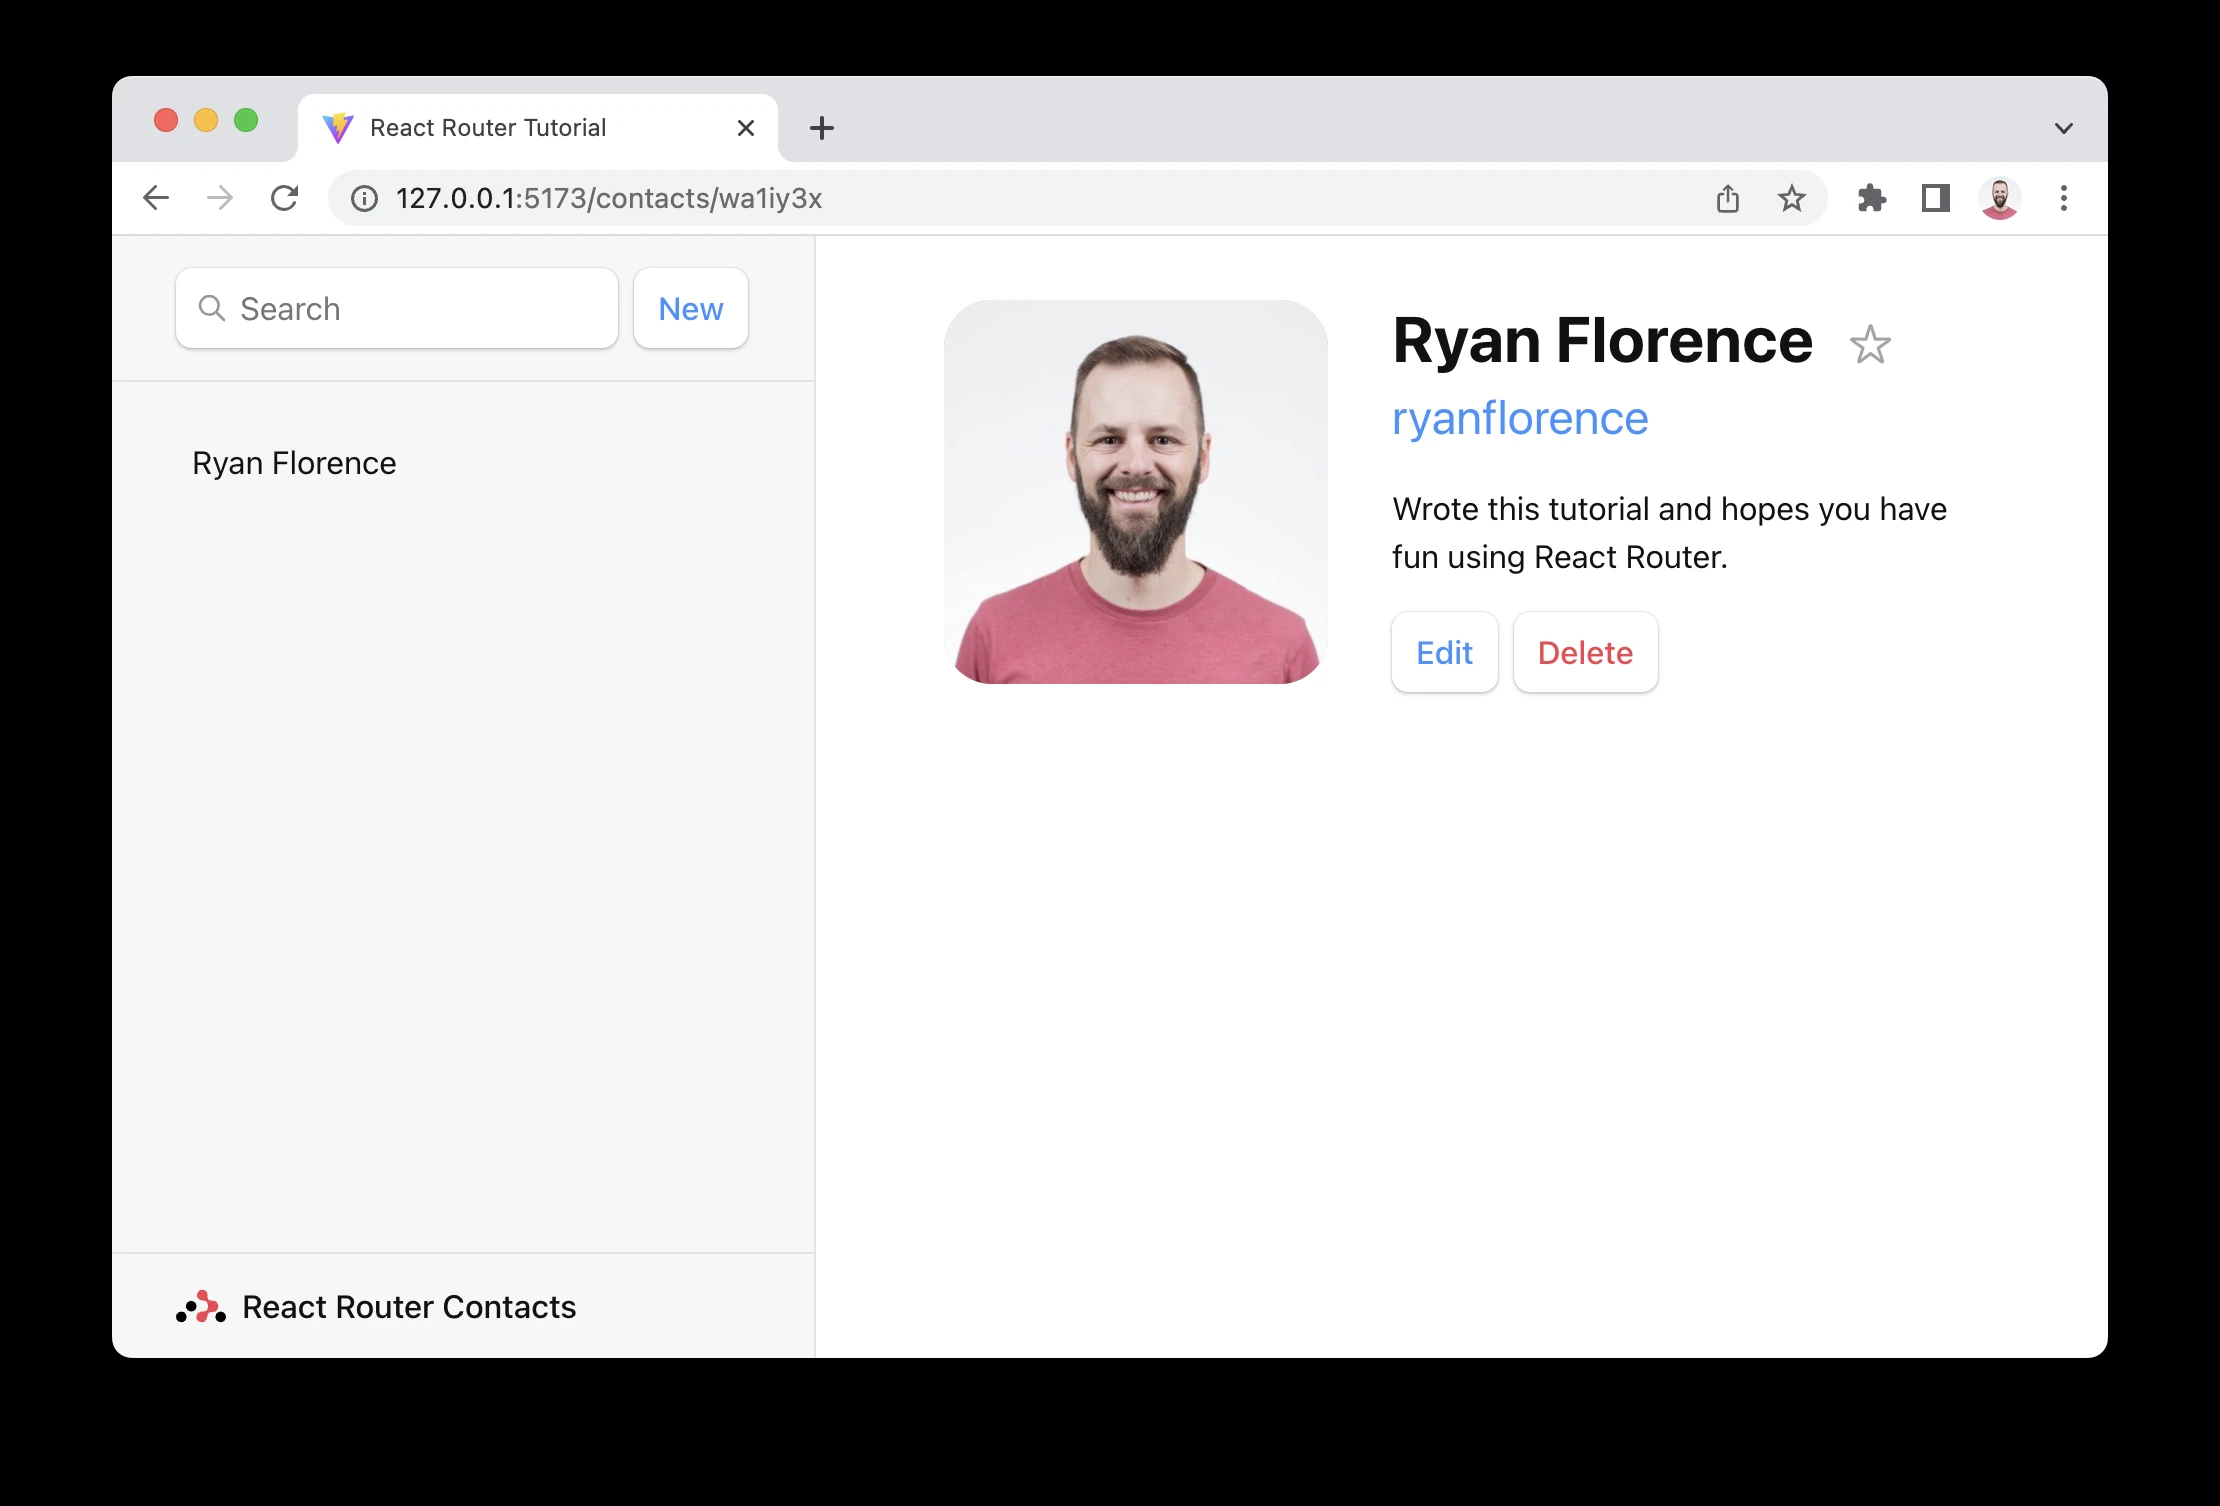 React Router Tutorial
127.0.0.1:5173/contacts/wa1iy3x
Search
New
Ryan Florence
React Router Contacts
Ryan Florence
ryanflorence
Wrote this tutorial and hopes you have
fun using React Router.
Edit
Delete